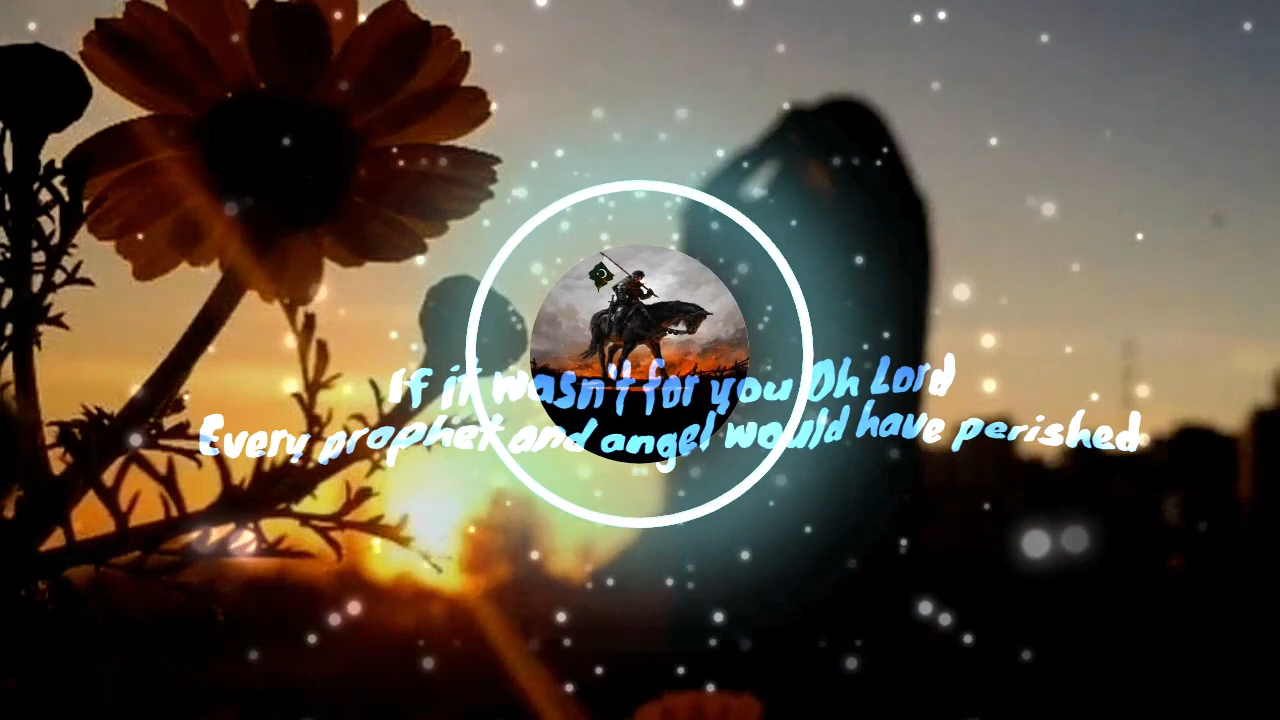 If it wasn't for you Oh Lord
Every prophet and angel would have perished